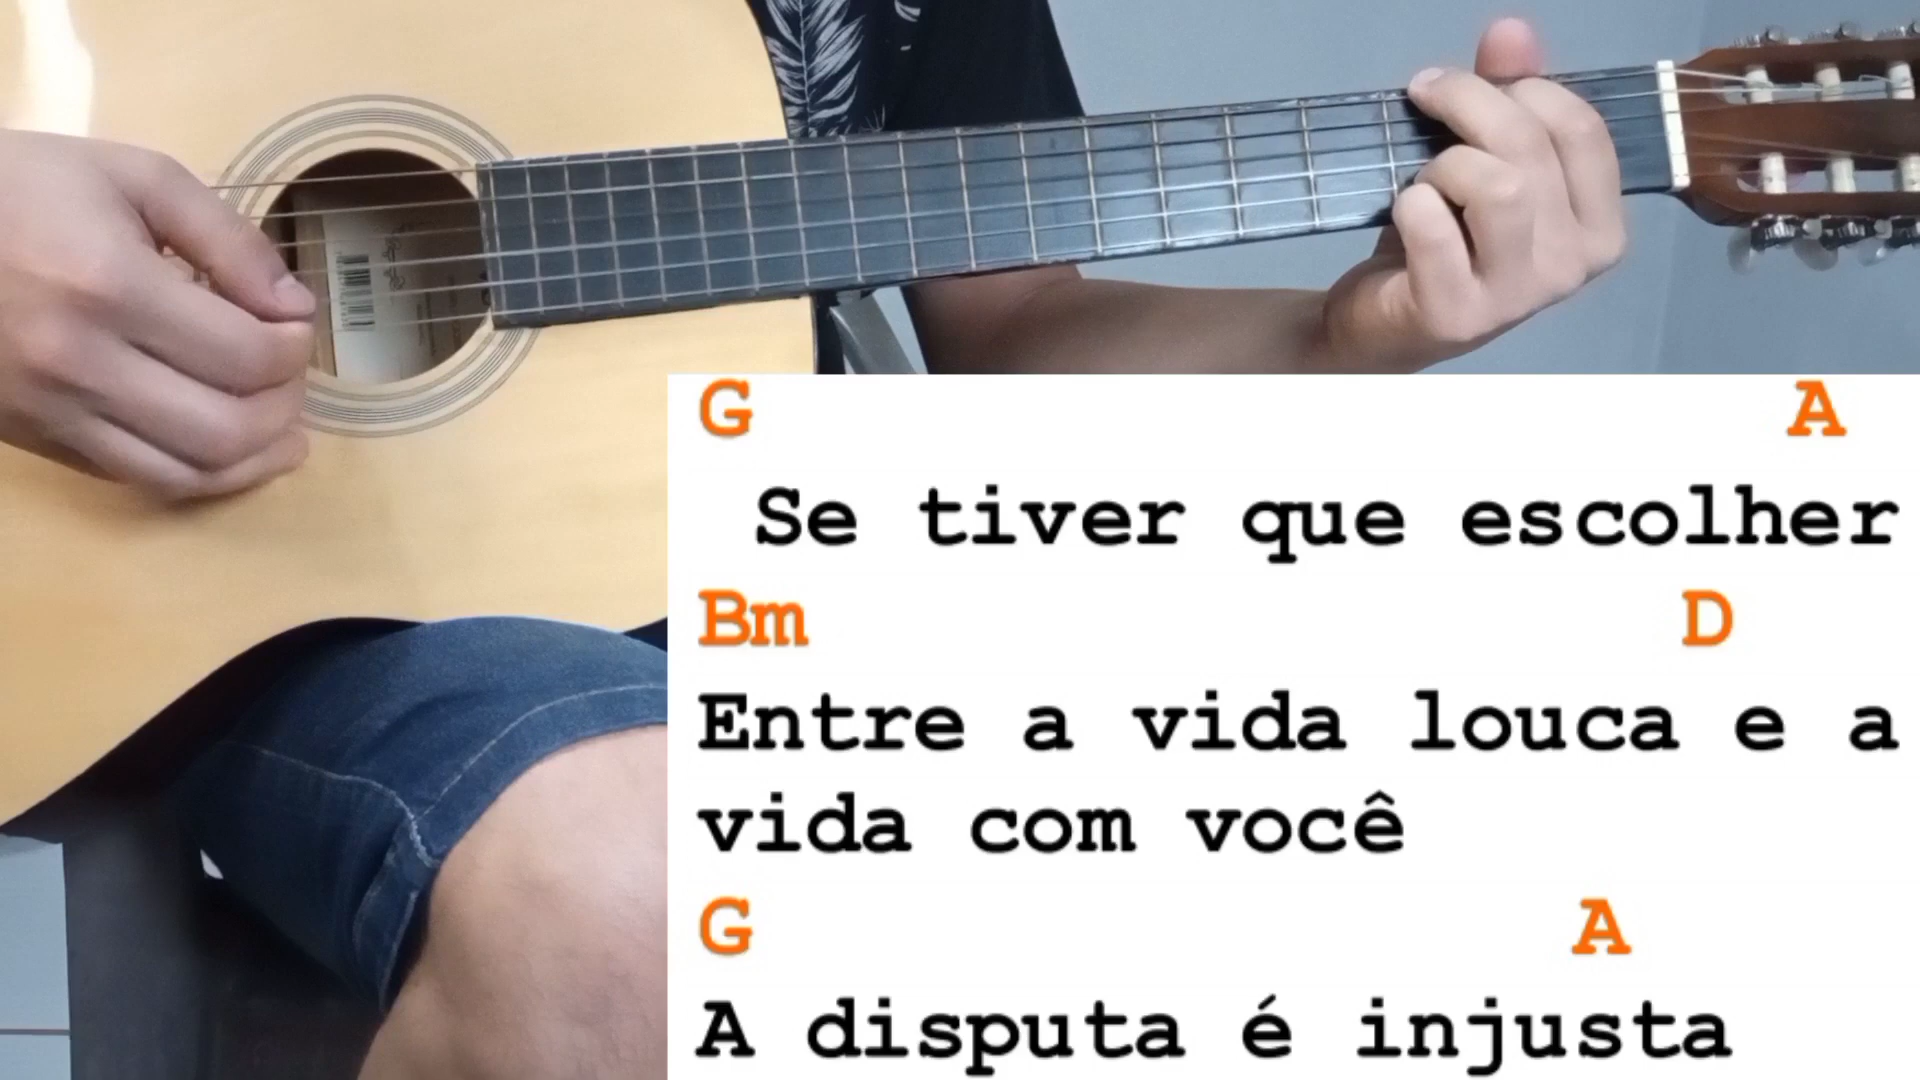 G A
Se tiver que escolher
Bm D
Entre a vida louca e a
vida com você
G A
A disputa é injusta